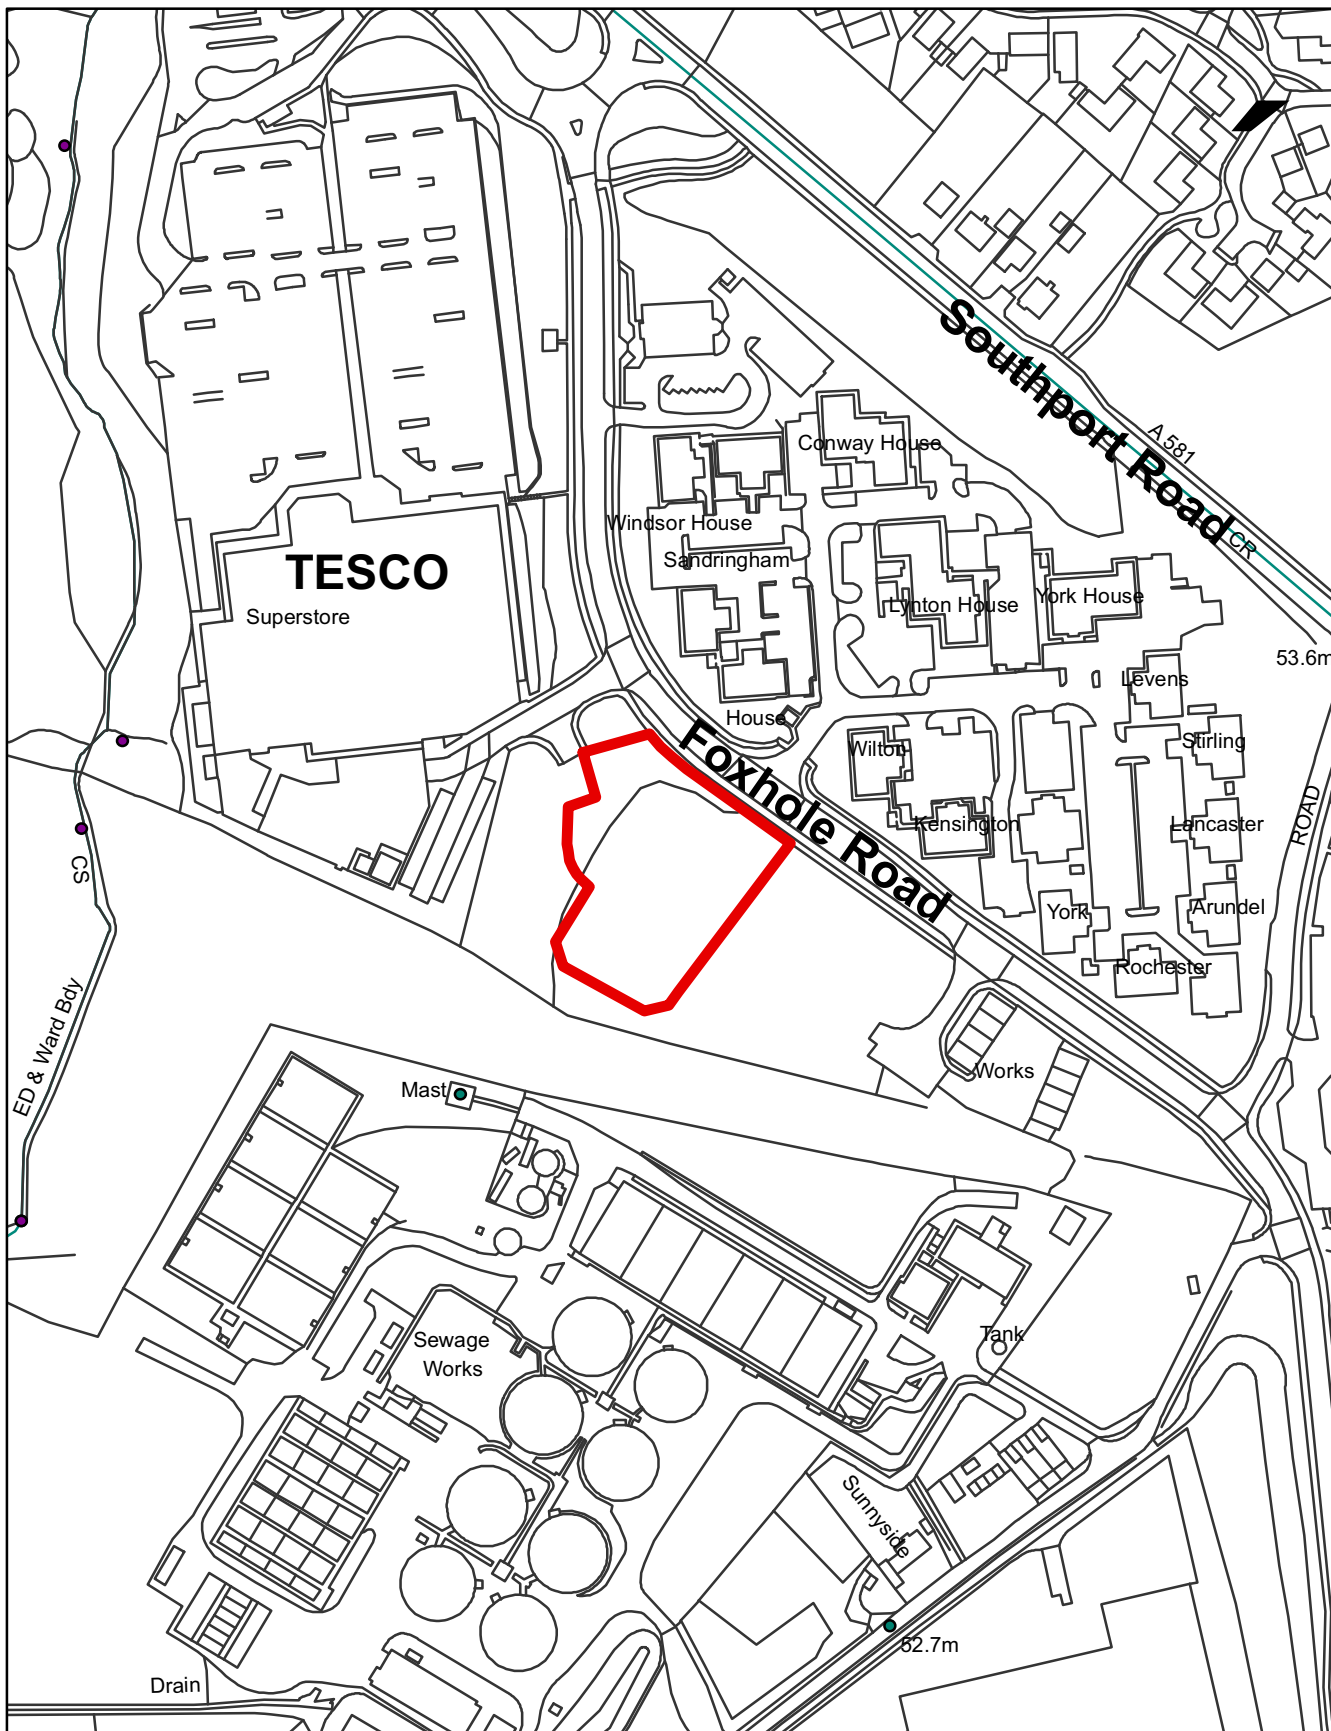 Southport Road
A 581
CR
Conway House
Windsor House
Sandringham
TESCO
Superstore
Lynton House
York House
53.6m
Levens
House
Foxhole Road
Wilton
Stirling
Kensington
Lancaster
ROAD
CS
York
Arundel
Rochester
ED & Ward Bdy
Works
Mast
Tank
Sewage
Works
Sunnyside
52.7m
Drain